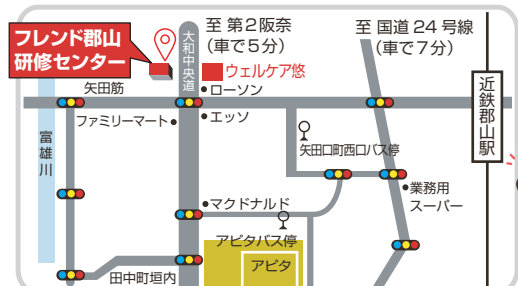 フレンド郡山
研修センター
大和中央道
至 第2阪奈
(車で5分)
至 国道 24 号線
(車で7分)
ウェルケア悠
矢田筋
ローソン
ファミリーマート
エッソ
近鉄郡山駅
富雄川
矢田口町西口バス停
業務用
スーパー
マクドナルド
アピタバス停
アピタ
田中町垣内